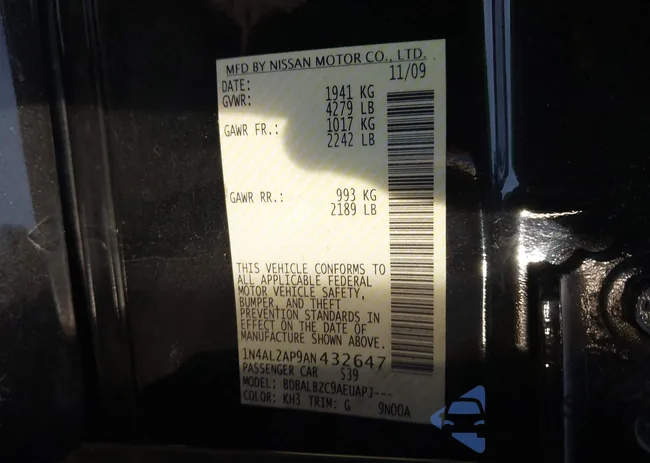 MFD BY NISSAN MOTOR CO., LTD.
DATE: 11/09
GVWR: 1941 KG
4279 LB
GAWR FR.: 1017 KG
2242 LB
GAWR RR.: 993 KG
2189 LB
THIS VEHICLE CONFORMS TO
ALL APPLICABLE FEDERAL
MOTOR VEHICLE SAFETY,
BUMPER, AND THEFT
PREVENTION STANDARDS IN
EFFECT ON THE DATE OF
MANUFACTURE SHOWN ABOVE.
1N4AL2AP9AN432647
PASSENGER CAR 539
MODEL: BDBALBZC9AEUAPJ---
COLOR: KH3 TRIM: G 9N00A